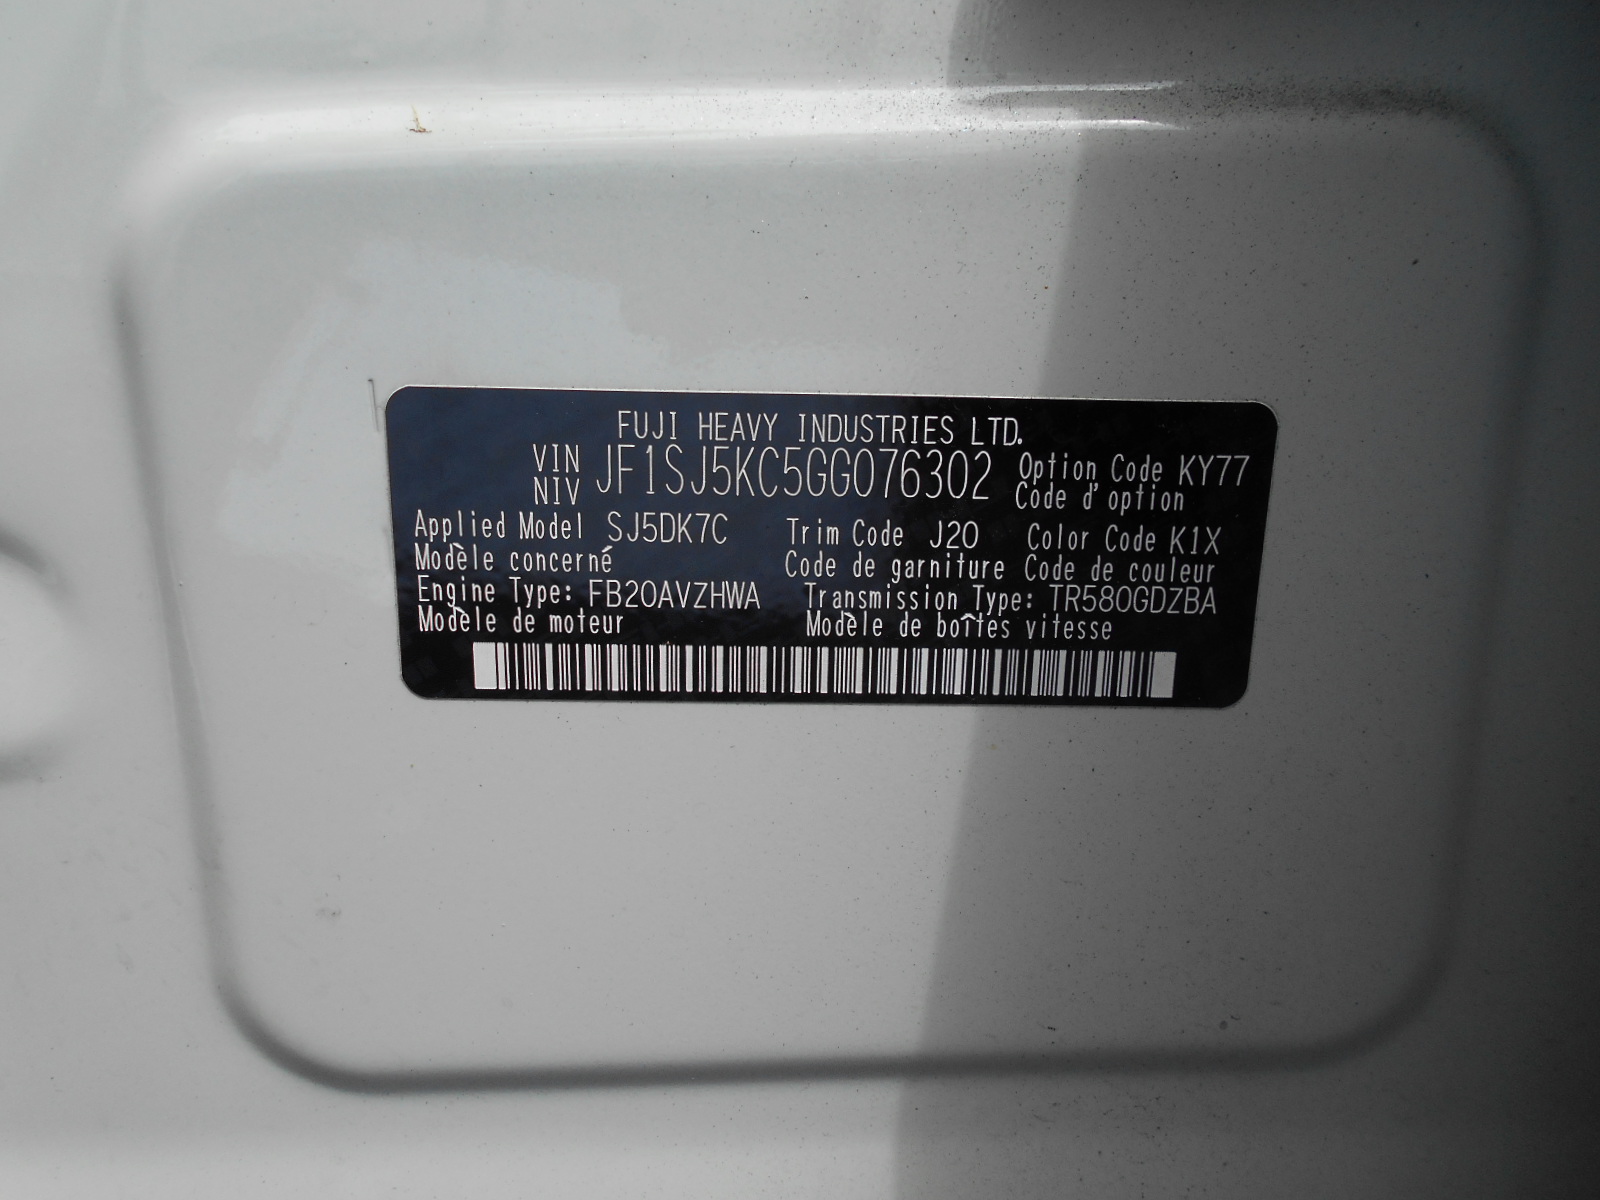 FUJI HEAVY INDUSTRIES LTD.
VIN JF1SJ5KC5GG076302 Option Code KY77
NIV Code d'option
Applied Model SJ5DK7C Trim Code J20 Color Code K1X
Modèle concerné Code de garniture Code de couleur
Engine Type: FB20AVZHWA Transmission Type: TR580GDZBA
Modèle de moteur Modèle de boîtes vitesse